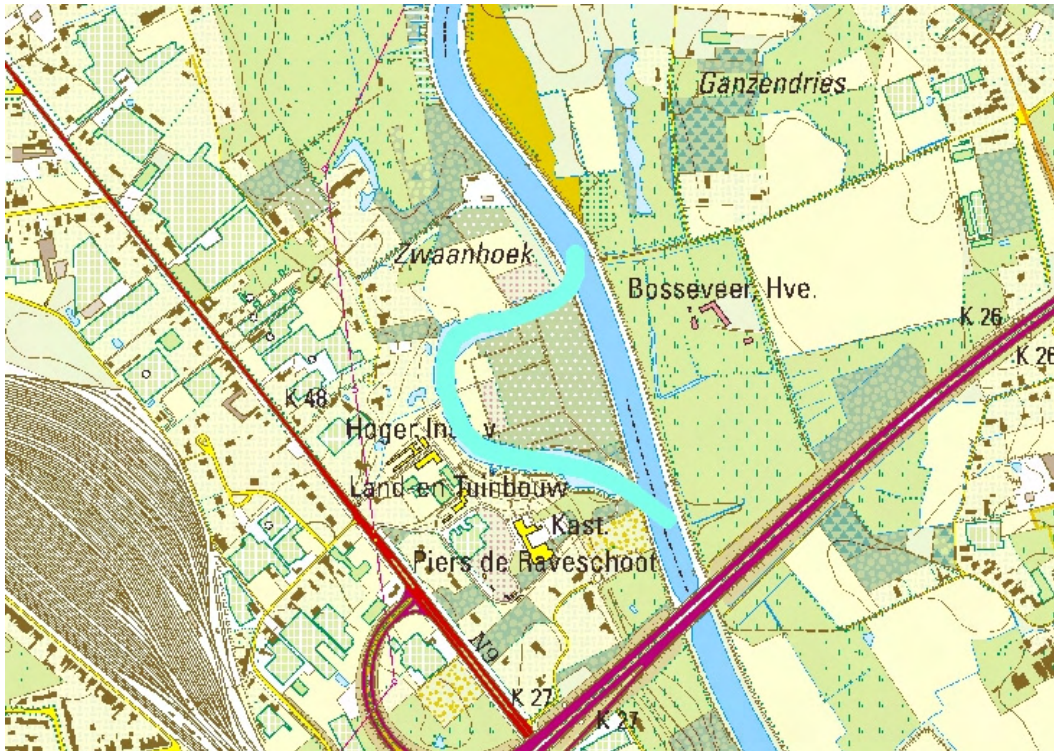 Ganzendries
Zwaanhoek
Bosseveer, Hve.
K 26
K 26
K 48
Hoger In
Land en Tuinbouw
Kast.
Piers de Raveschoot
N9
K 27
K 27